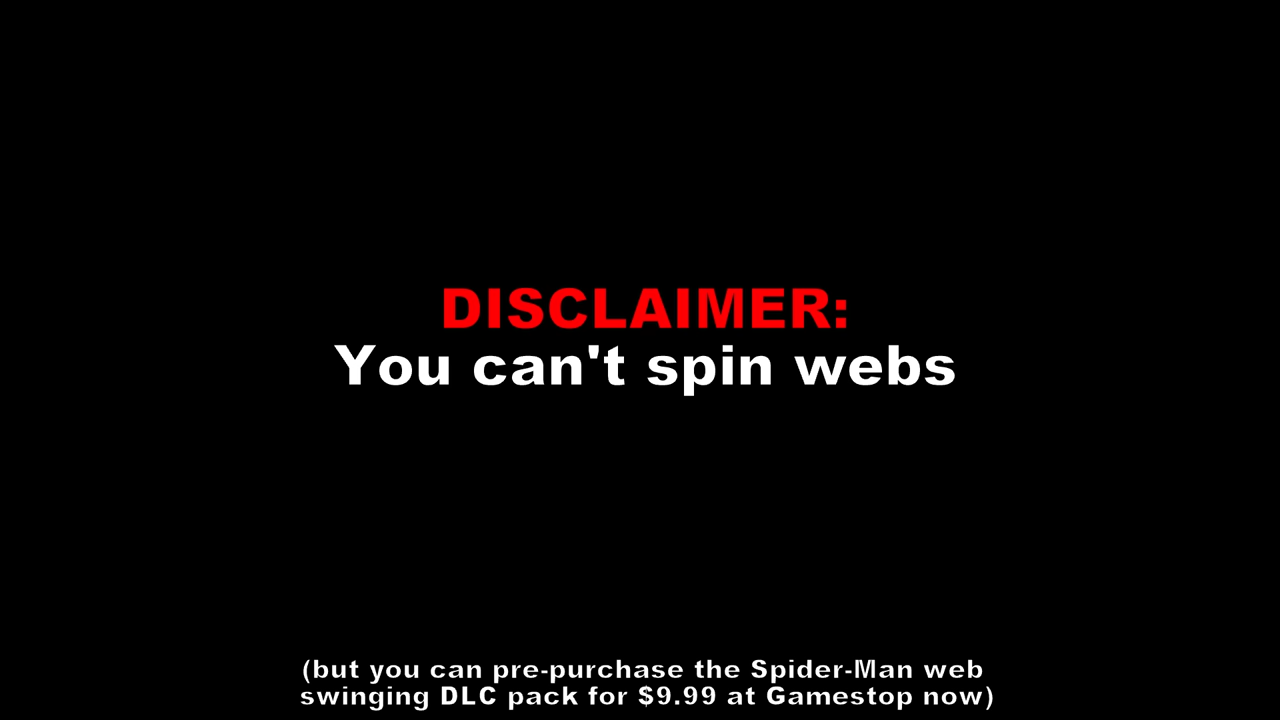 DISCLAIMER:
You can't spin webs
(but you can pre-purchase the Spider-Man web
swinging DLC pack for $9.99 at Gamestop now)